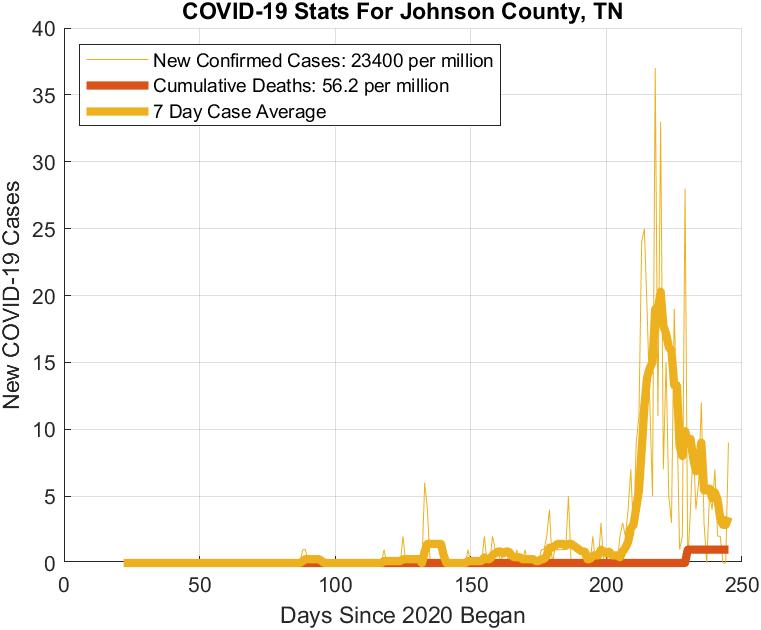 COVID-19 Stats For Johnson County, TN
New Confirmed Cases: 23400 per million
Cumulative Deaths: 56.2 per million
7 Day Case Average
New COVID-19 Cases
40
35
30
25
20
15
10
5
0
0 50 100 150 200 250
Days Since 2020 Began